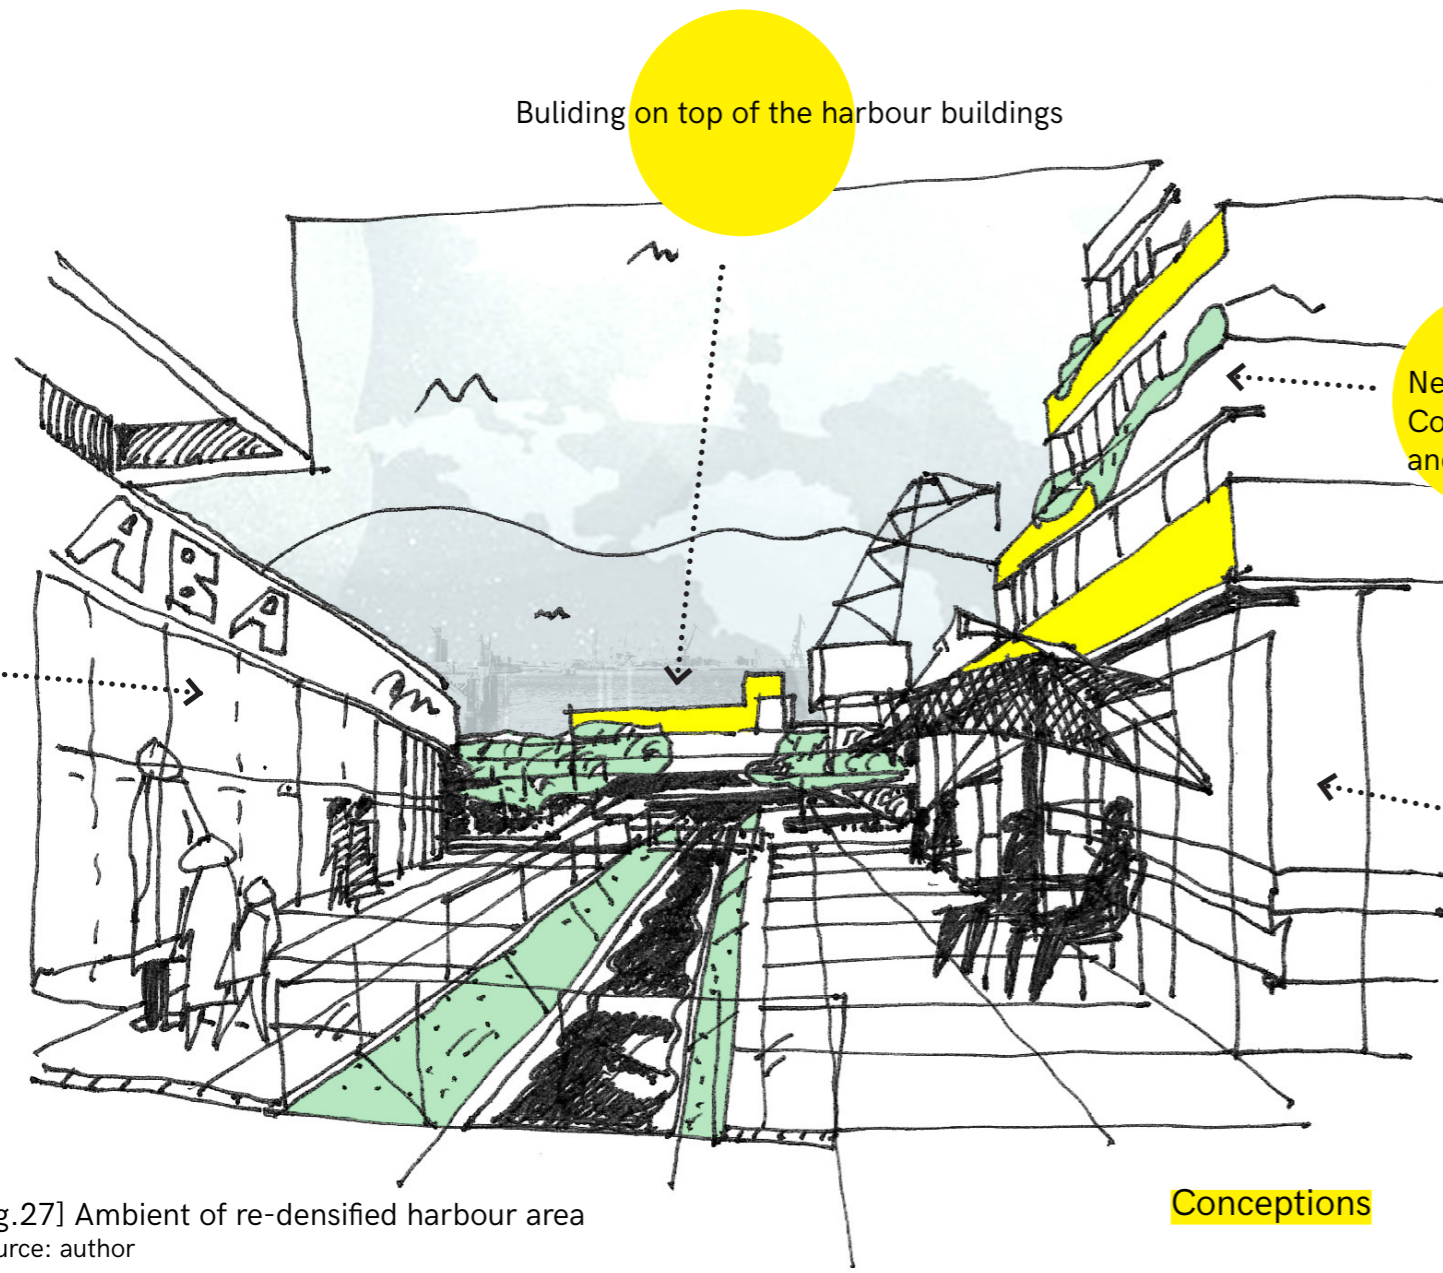 Buliding on top of the harbour buildings
Ne
Co
and
ABA
g.27] Ambient of re-densified harbour area
urce: author
Conceptions